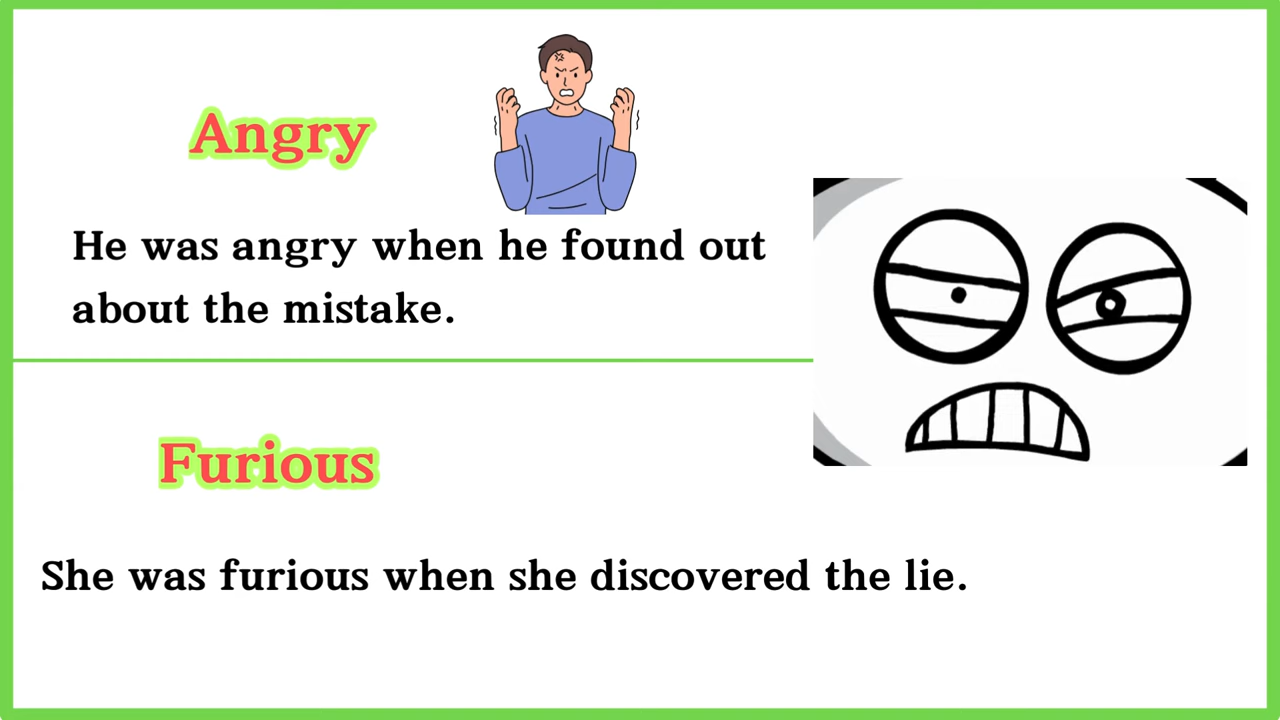 Angry
He was angry when he found out
about the mistake.
Furious
She was furious when she discovered the lie.